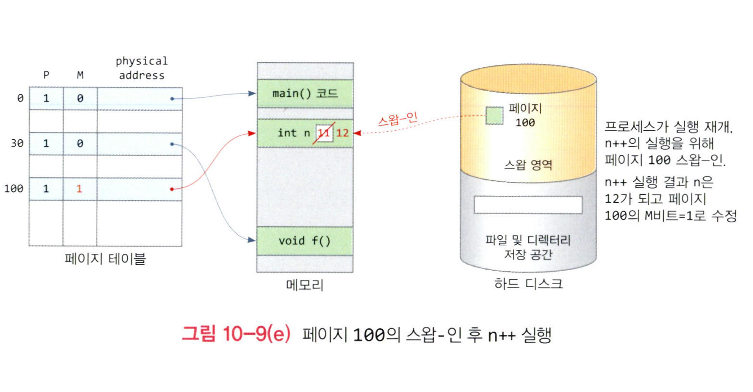 physical
P M address
0 1 0
30 1 0
100 1 1
페이지 테이블
main() 코드
int n 11 12
void f()
메모리
스왑-인
페이지
100
스왑 영역
파일 및 디렉터리
저장 공간
하드 디스크
프로세스가 실행 재개.
n++의 실행을 위해
페이지 100 스왑-인.
n++ 실행 결과 n은
12가 되고 페이지
100의 M비트=1로 수정
그림 10-9(e) 페이지 100의 스왑-인 후 n++ 실행